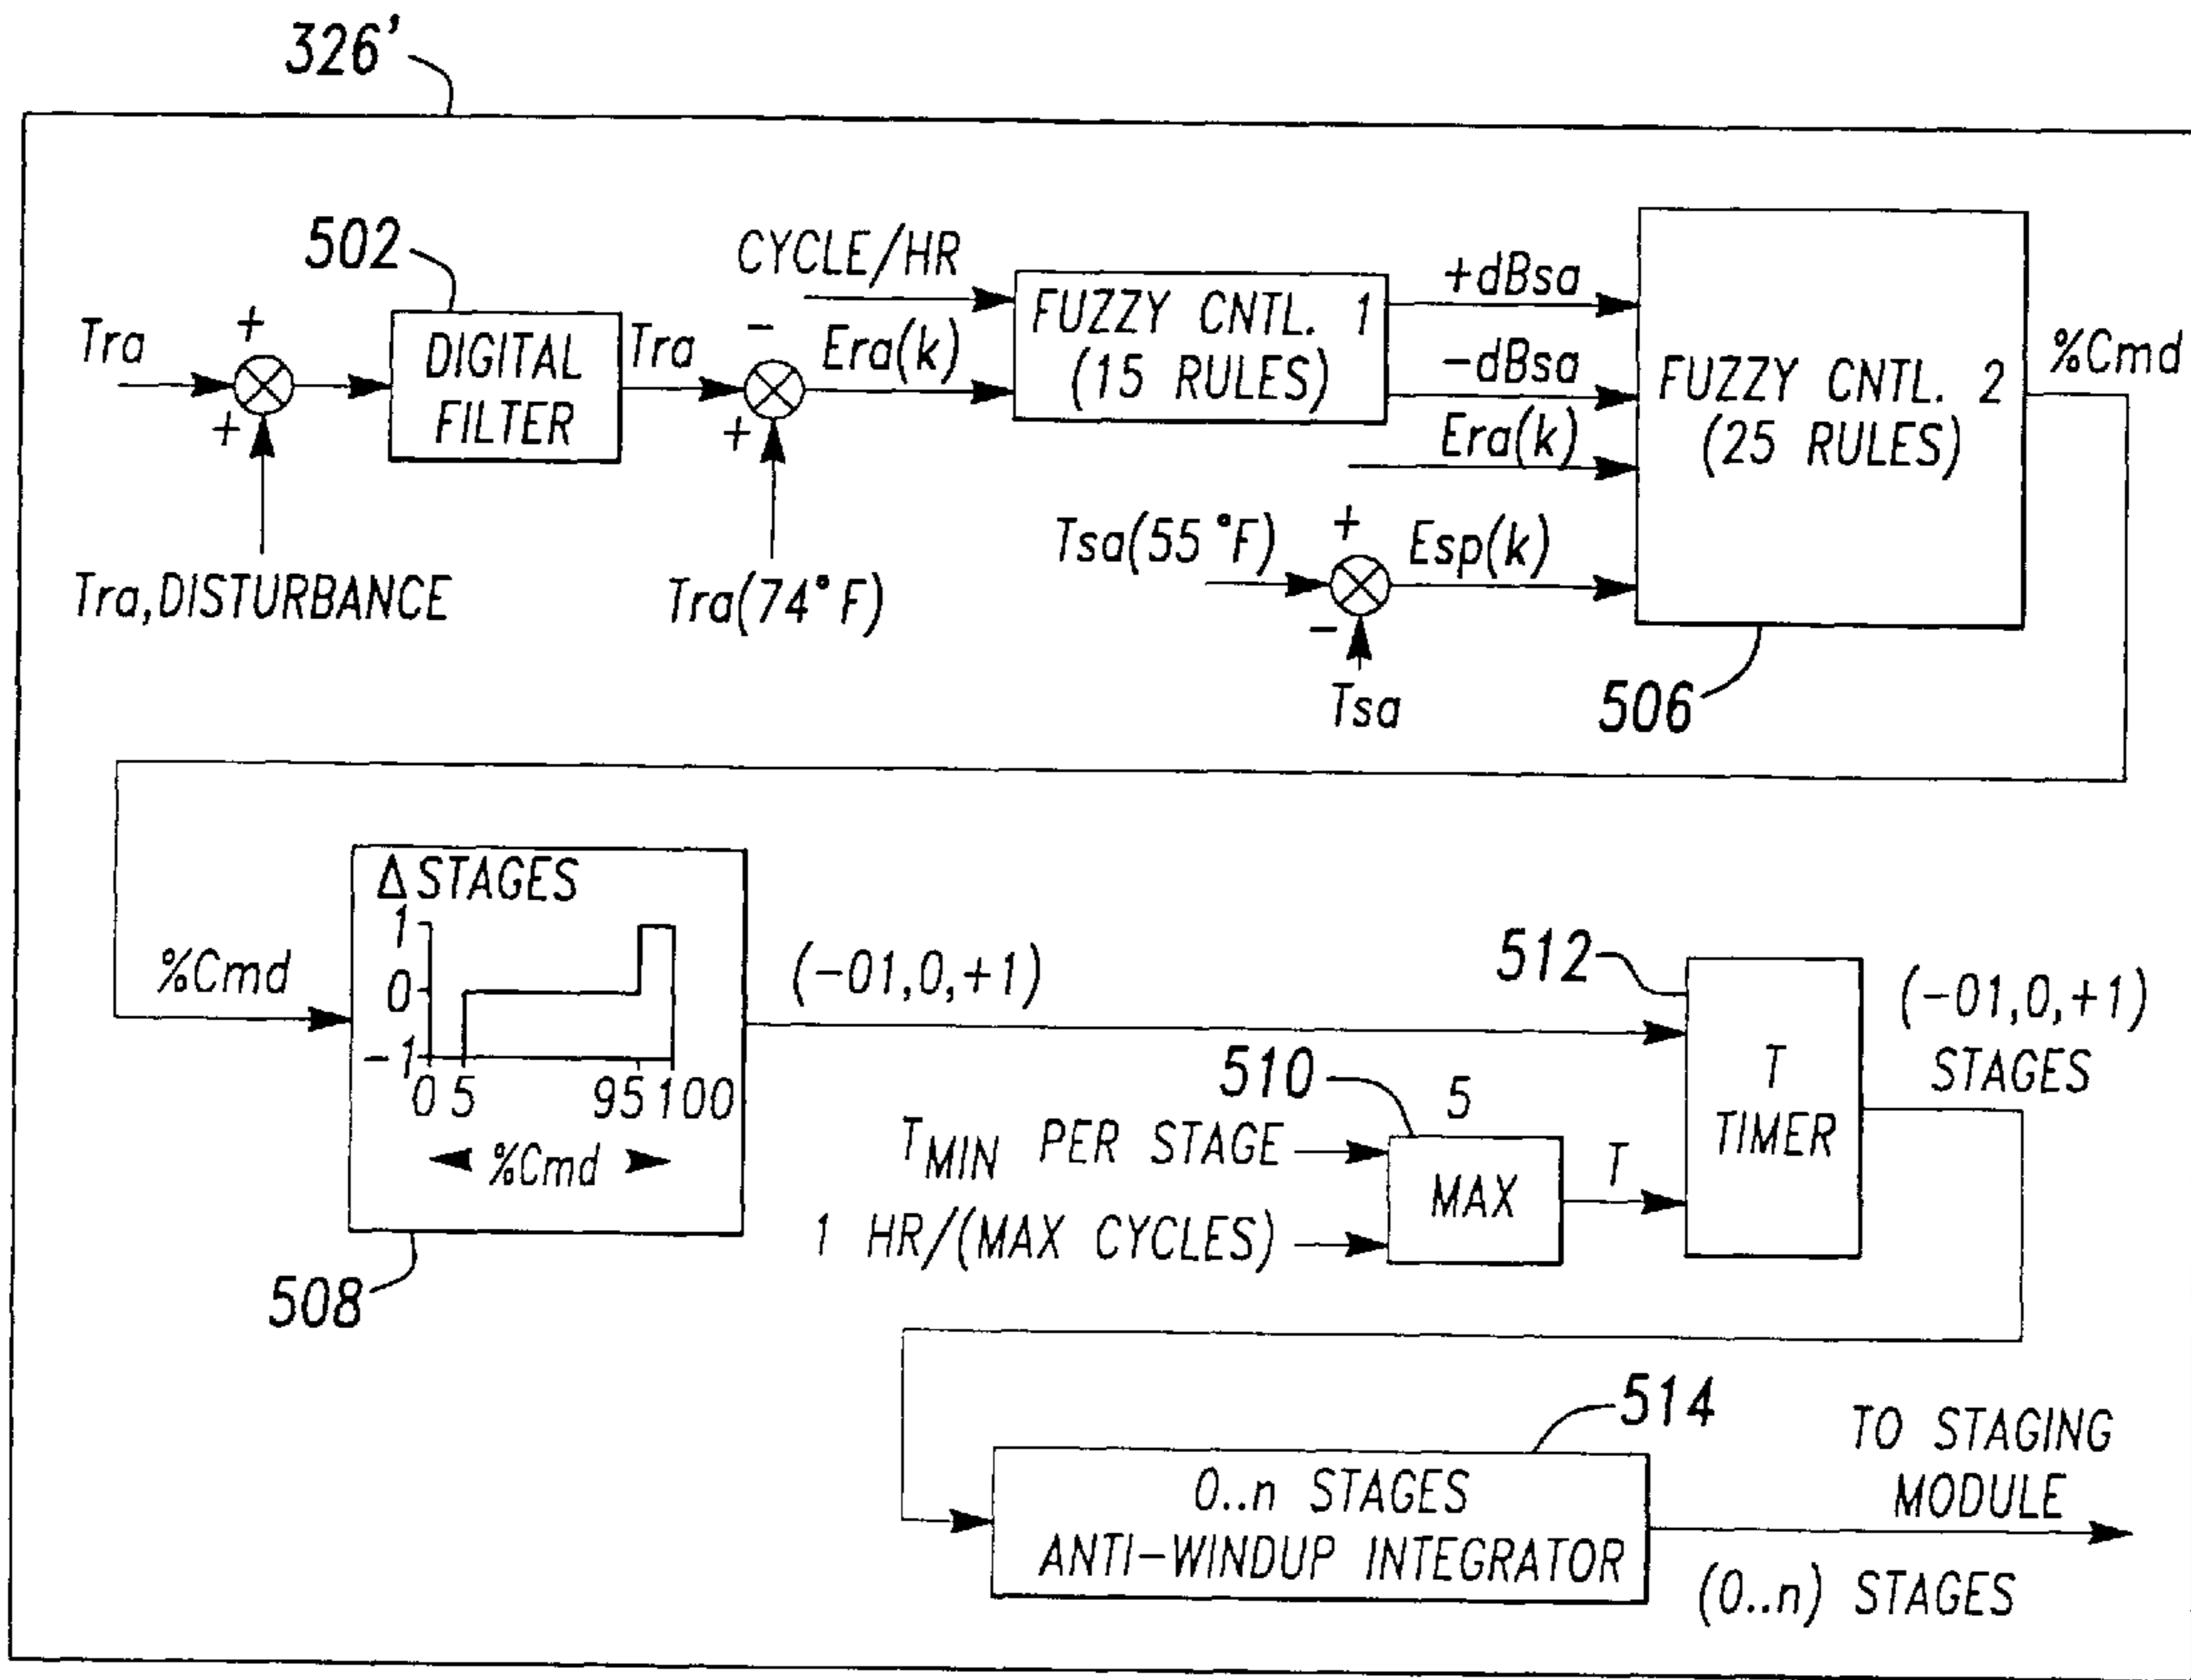 326'
502
Tra
+
+
Tra,DISTURBANCE
DIGITAL
FILTER
Tra
-
+
Tra(74°F)
CYCLE/HR
Era(k)
FUZZY CNTL. 1
(15 RULES)
+dBsa
-dBsa
Era(k)
Tsa(55°F)
+
-
Tsa
Esp(k)
FUZZY CNTL. 2
(25 RULES)
506
%Cmd
%Cmd
Δ STAGES
1
0
-1
0 5 95 100
%Cmd
508
(-01,0,+1)
510
5
TMIN PER STAGE
1 HR/(MAX CYCLES)
MAX
T
512
T
TIMER
(-01,0,+1)
STAGES
514
0..n STAGES
ANTI-WINDUP INTEGRATOR
TO STAGING
MODULE
(0..n) STAGES